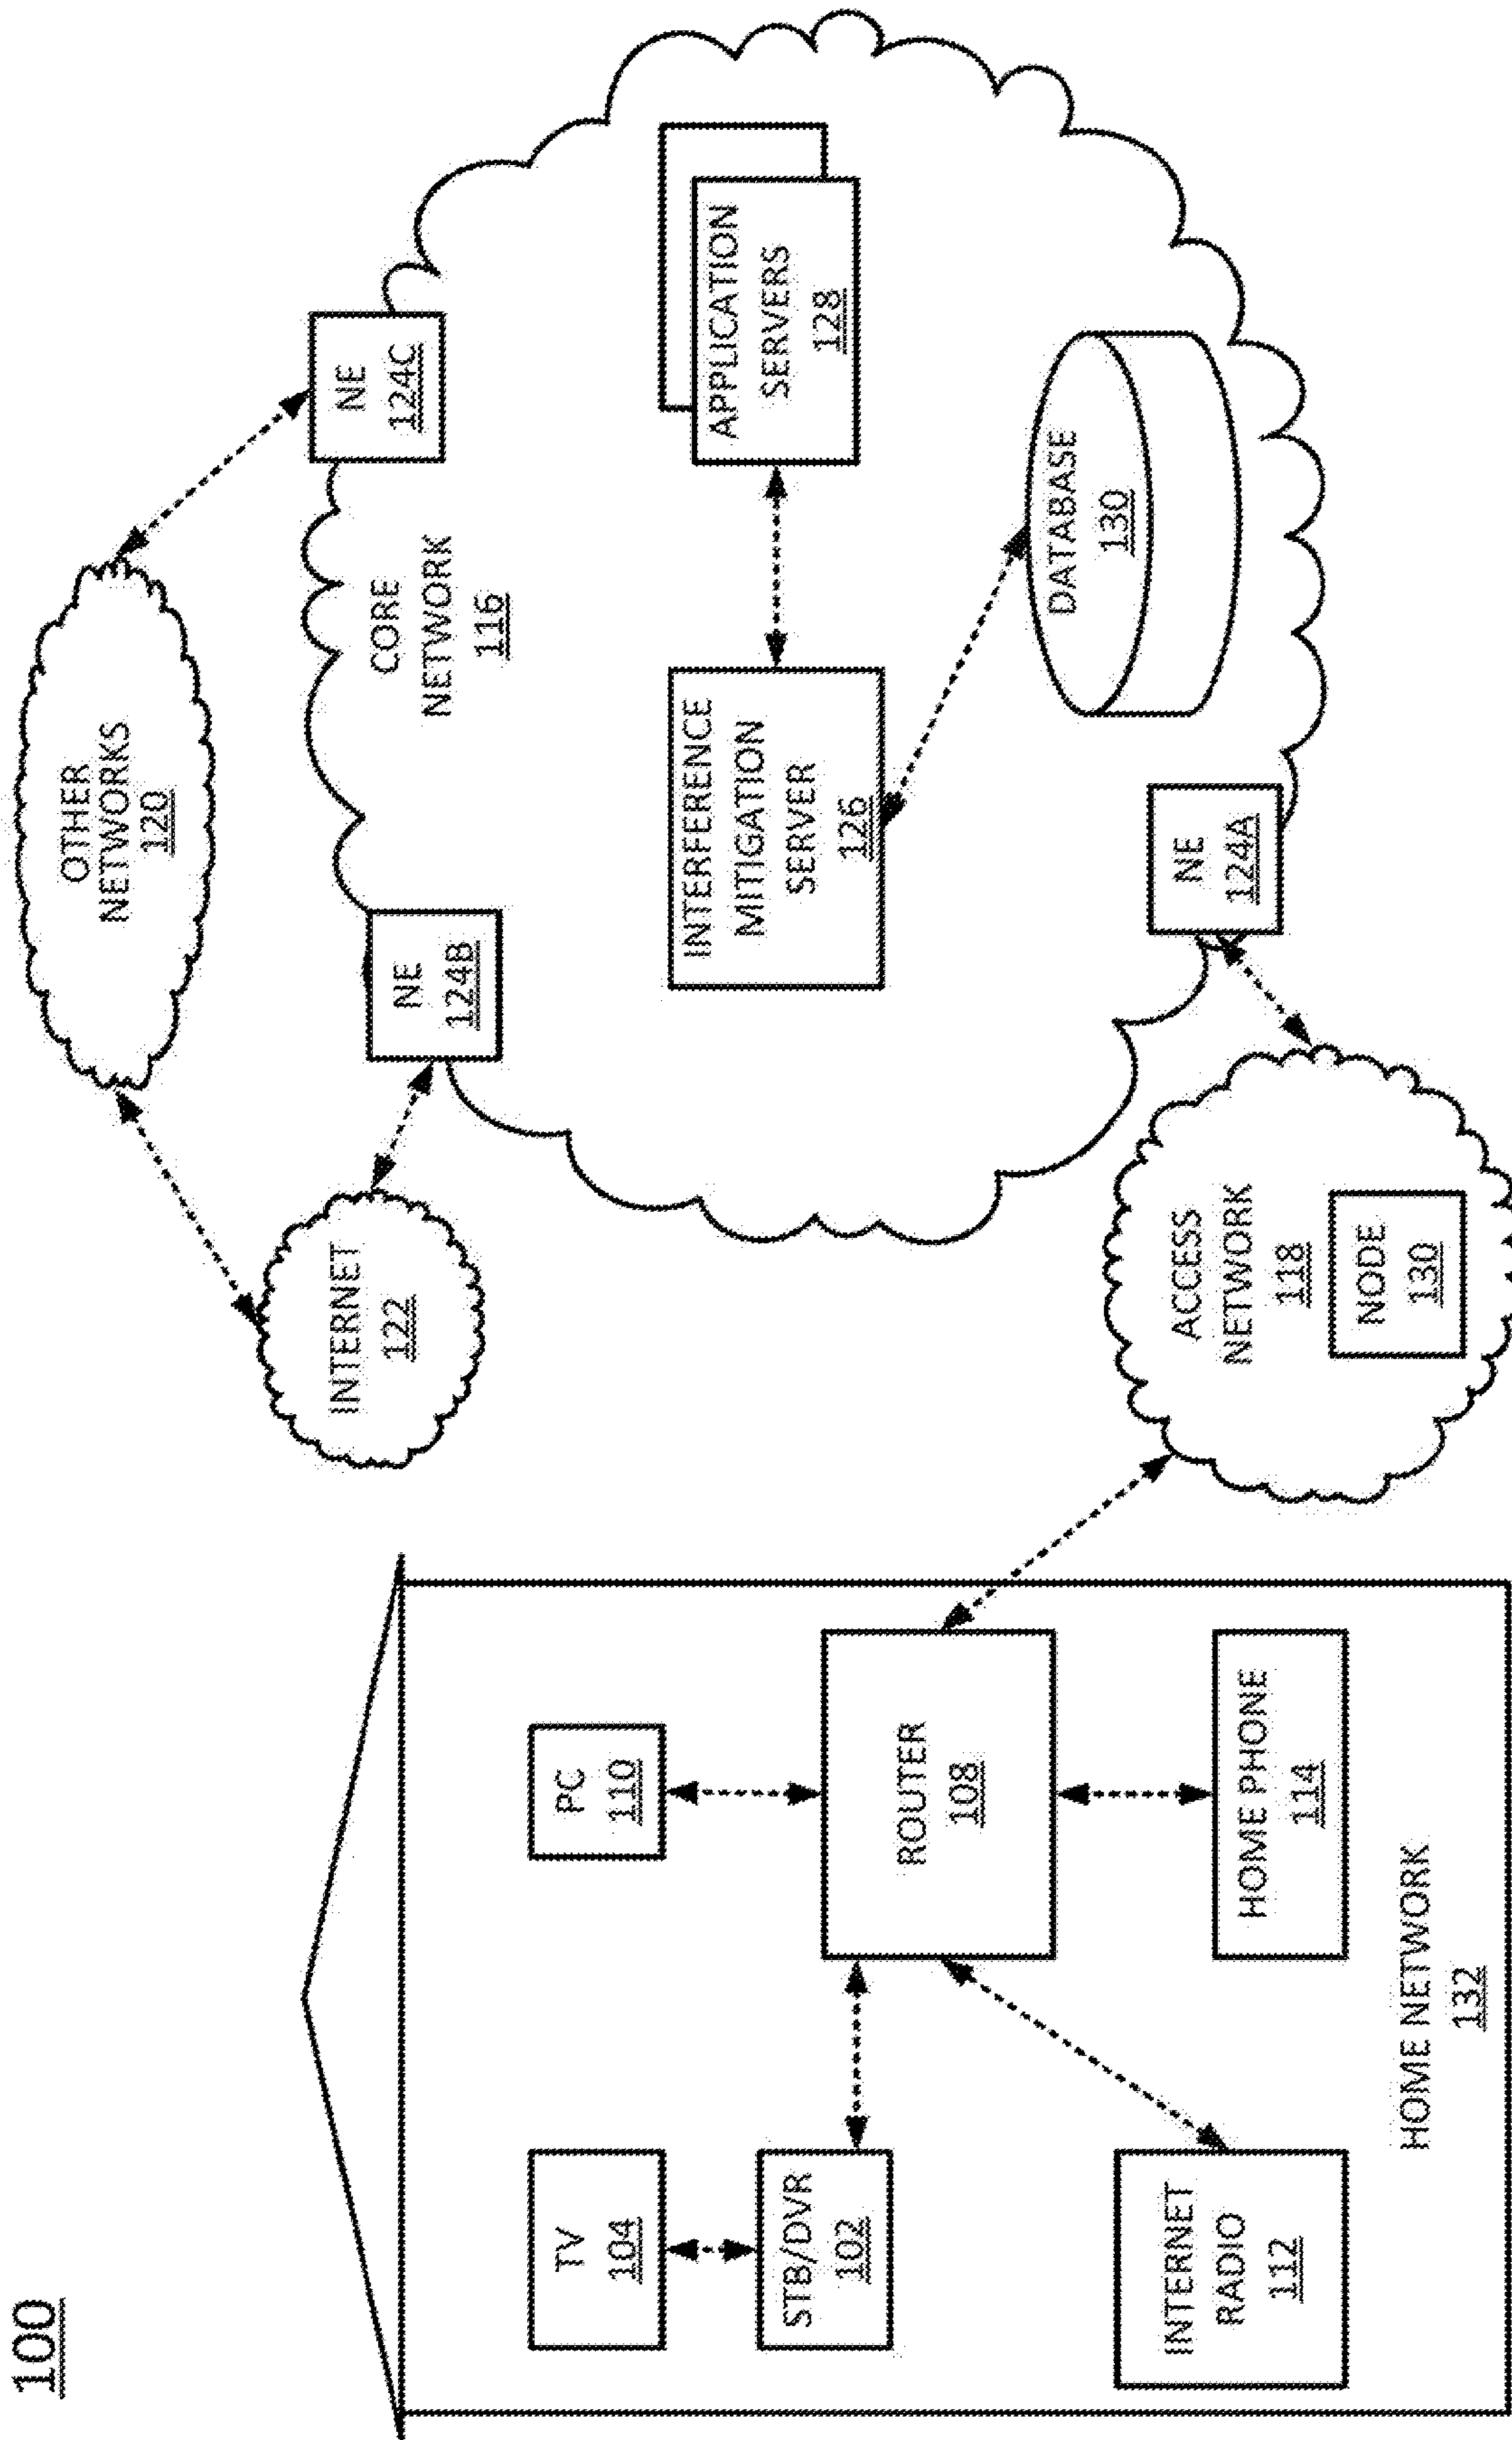 100
OTHER
NETWORKS
120
INTERNET
122
NE
124B
NE
124C
CORE
NETWORK
116
INTERFERENCE
MITIGATION
SERVER
126
APPLICATION
SERVERS
128
DATABASE
130
NE
124A
ACCESS
NETWORK
118
NODE
130
TV
104
PC
110
STB/DVR
102
ROUTER
108
INTERNET
RADIO
112
HOME PHONE
114
HOME NETWORK
132